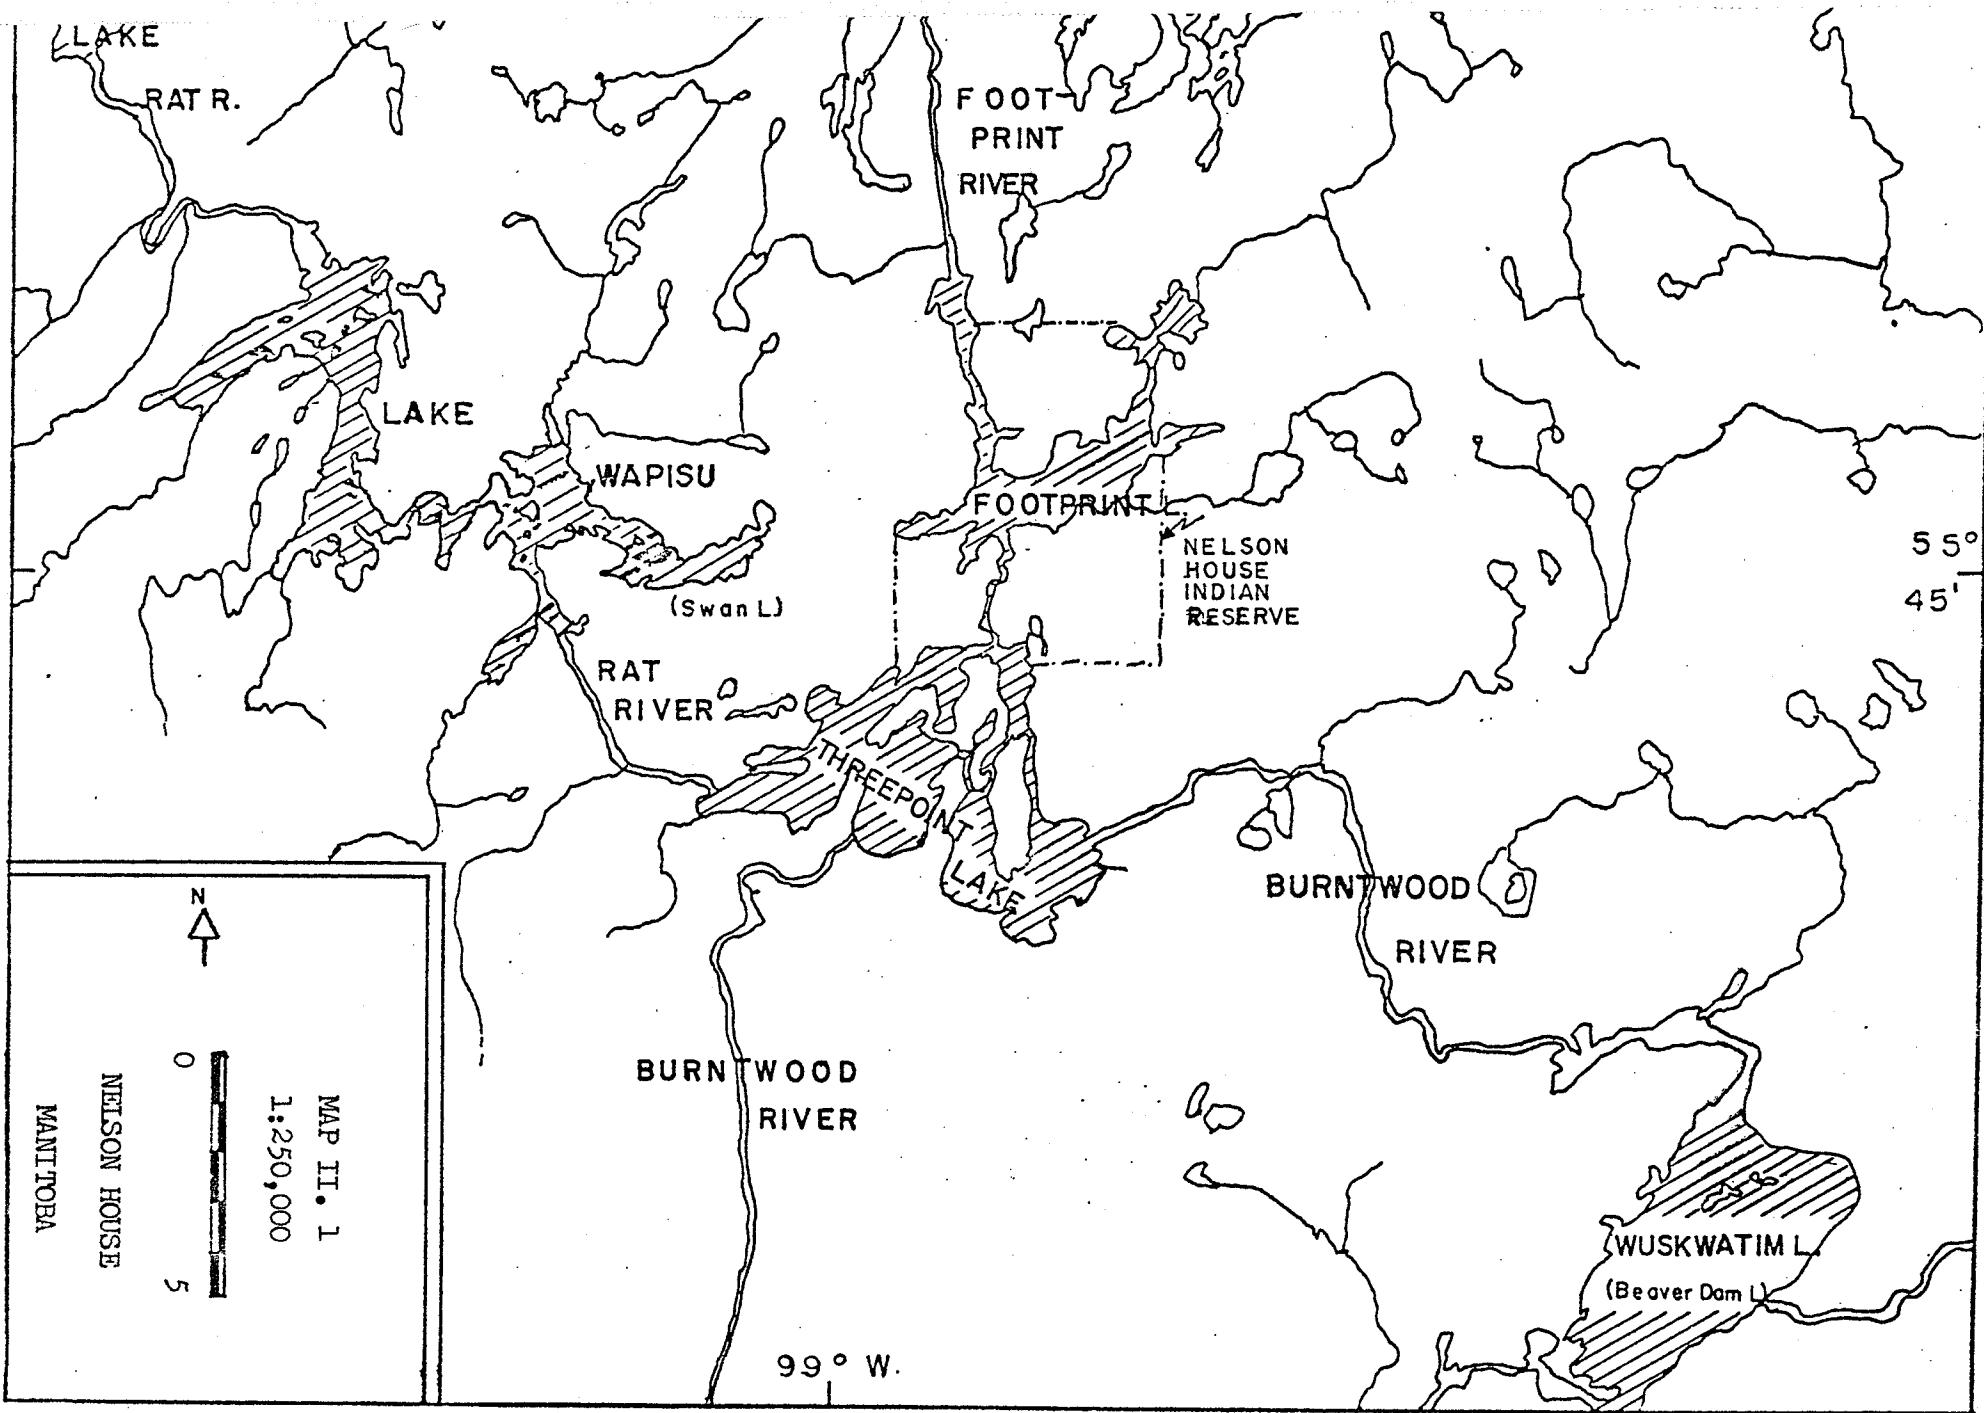 LAKE
RAT R.
FOOT-
PRINT
RIVER
LAKE
WAPISU
(Swan L)
FOOTPRINT L.
NELSON
HOUSE
INDIAN
RESERVE
55°
45'
RAT
RIVER
THREEPOINT
LAKE
BURNTWOOD
RIVER
BURNTWOOD
RIVER
WUSKWATIM L.
(Beaver Dam L)
99° W.
N
MAP II. 1
1:250,000
0 5
NELSON HOUSE
MANITOBA